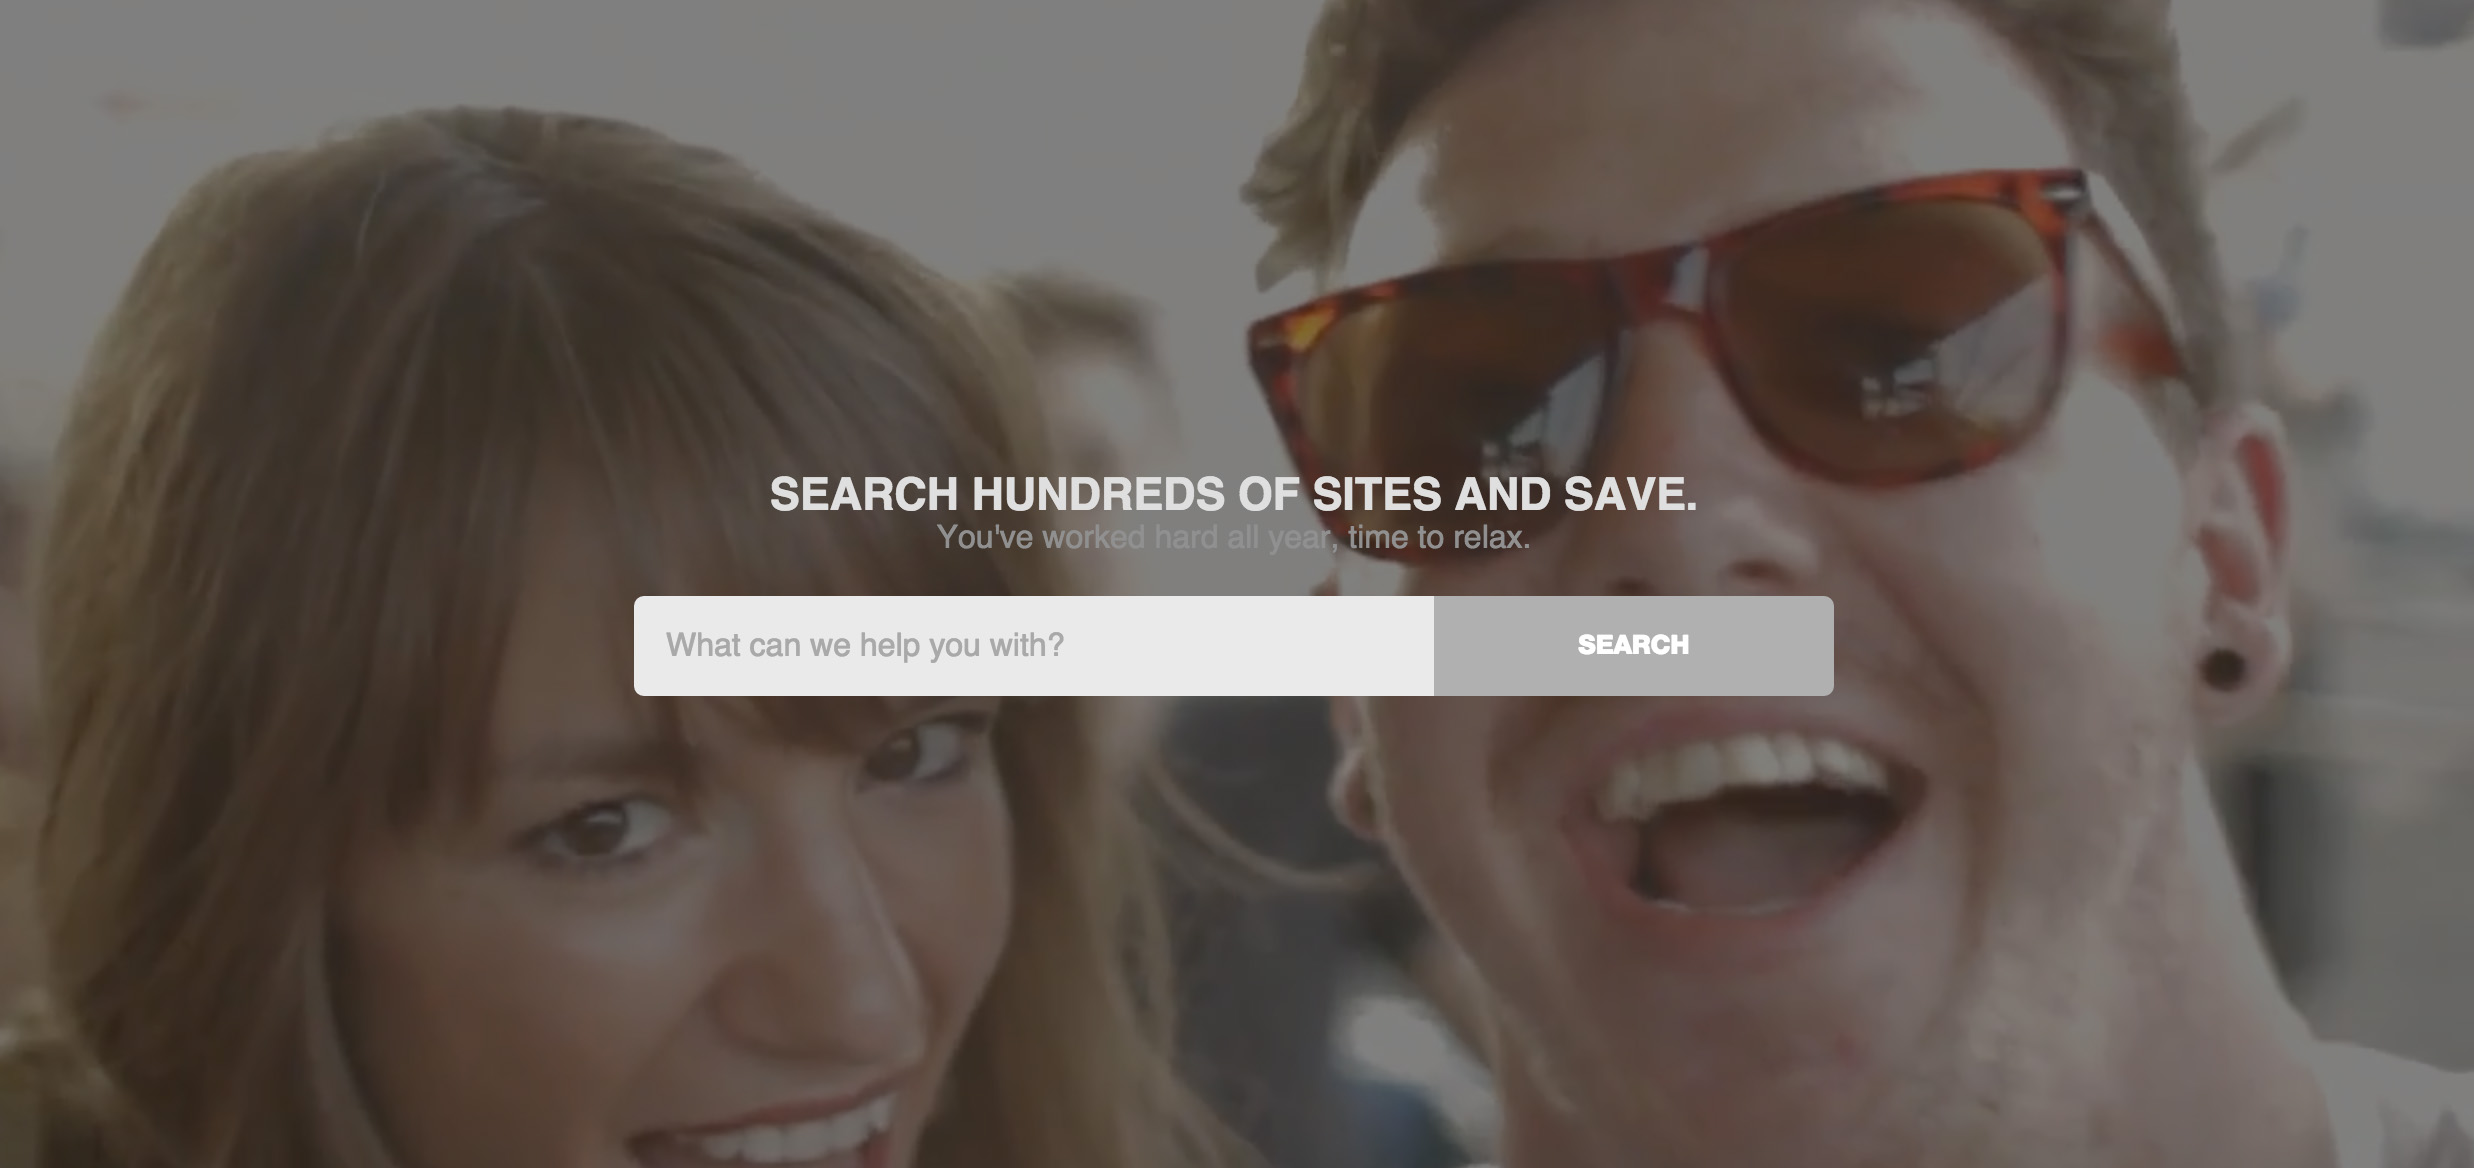 SEARCH HUNDREDS OF SITES AND SAVE.
You've worked hard all year, time to relax.
What can we help you with?
SEARCH